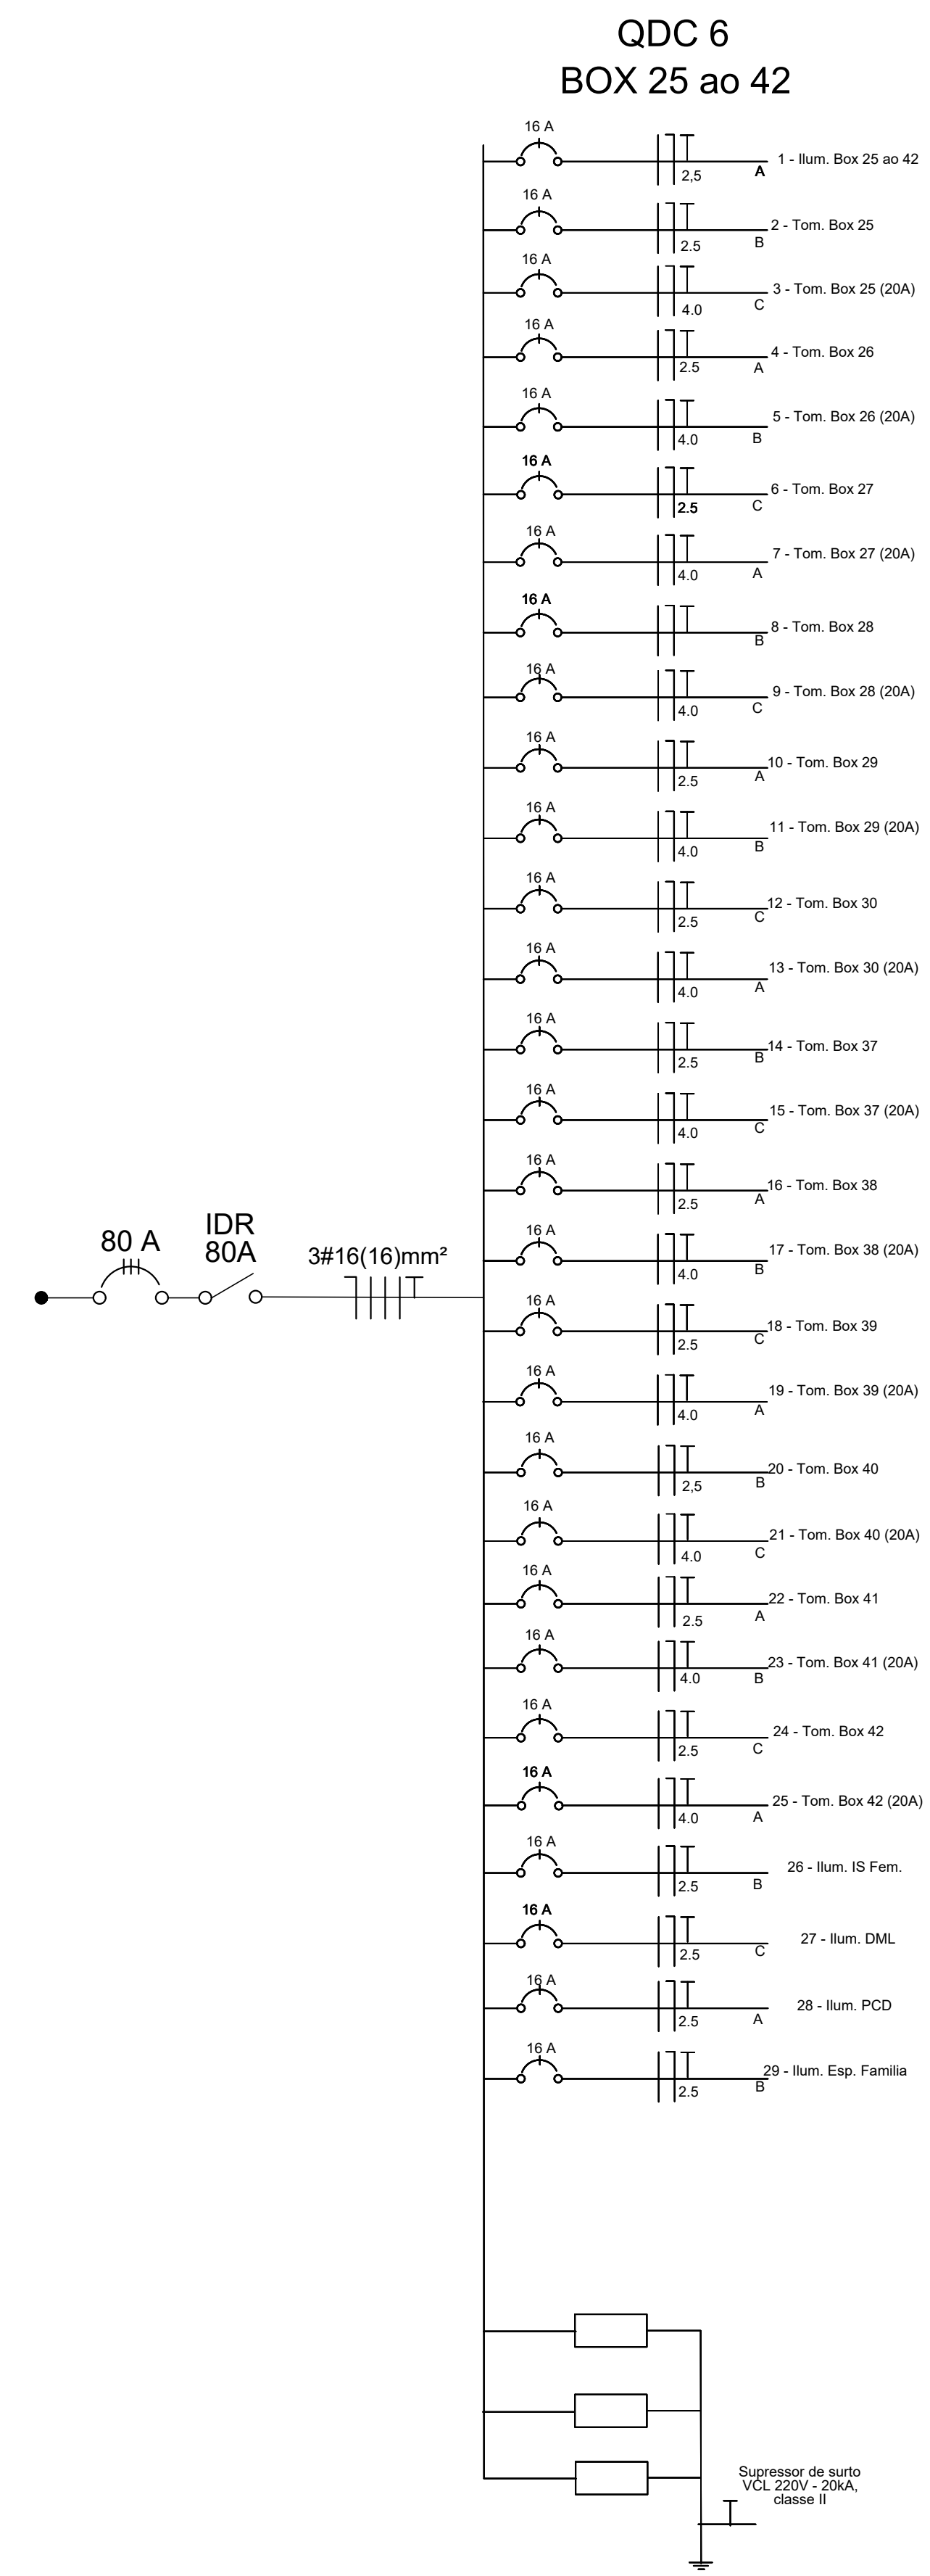 QDC 6
BOX 25 ao 42
16 A
2,5
A
1 - Ilum. Box 25 ao 42
16 A
2.5
B
2 - Tom. Box 25
16 A
4.0
C
3 - Tom. Box 25 (20A)
16 A
2.5
A
4 - Tom. Box 26
16 A
4.0
B
5 - Tom. Box 26 (20A)
16 A
2.5
C
6 - Tom. Box 27
16 A
4.0
A
7 - Tom. Box 27 (20A)
16 A
B
8 - Tom. Box 28
16 A
4.0
C
9 - Tom. Box 28 (20A)
16 A
2.5
A
10 - Tom. Box 29
16 A
4.0
B
11 - Tom. Box 29 (20A)
16 A
2.5
C
12 - Tom. Box 30
16 A
4.0
A
13 - Tom. Box 30 (20A)
16 A
2.5
B
14 - Tom. Box 37
16 A
4.0
C
15 - Tom. Box 37 (20A)
16 A
2.5
A
16 - Tom. Box 38
80 A
IDR
80A
3#16(16)mm²
16 A
4.0
B
17 - Tom. Box 38 (20A)
16 A
2.5
C
18 - Tom. Box 39
16 A
4.0
A
19 - Tom. Box 39 (20A)
16 A
2,5
B
20 - Tom. Box 40
16 A
4.0
C
21 - Tom. Box 40 (20A)
16 A
2.5
A
22 - Tom. Box 41
16 A
4.0
B
23 - Tom. Box 41 (20A)
16 A
2.5
C
24 - Tom. Box 42
16 A
4.0
A
25 - Tom. Box 42 (20A)
16 A
2.5
B
26 - Ilum. IS Fem.
16 A
2.5
C
27 - Ilum. DML
16 A
2.5
A
28 - Ilum. PCD
16 A
2.5
B
29 - Ilum. Esp. Familia
Supressor de surto
VCL 220V - 20kA,
classe II